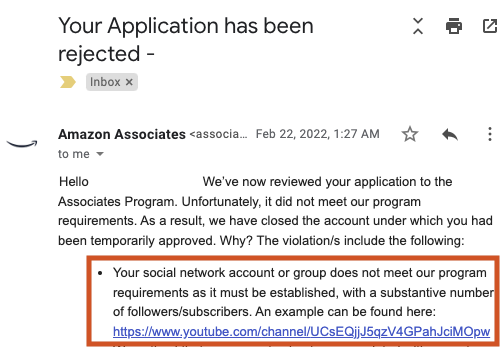 Your Application has been
rejected -
Inbox ×
Amazon Associates <associa... Feb 22, 2022, 1:27 AM
to me
Hello We've now reviewed your application to the
Associates Program. Unfortunately, it did not meet our program
requirements. As a result, we have closed the account under which you had
been temporarily approved. Why? The violation/s include the following:
• Your social network account or group does not meet our program
requirements as it must be established, with a substantive number
of followers/subscribers. An example can be found here:
https://www.youtube.com/channel/UCsEQjjJ5qzV4GPahJciMOpw